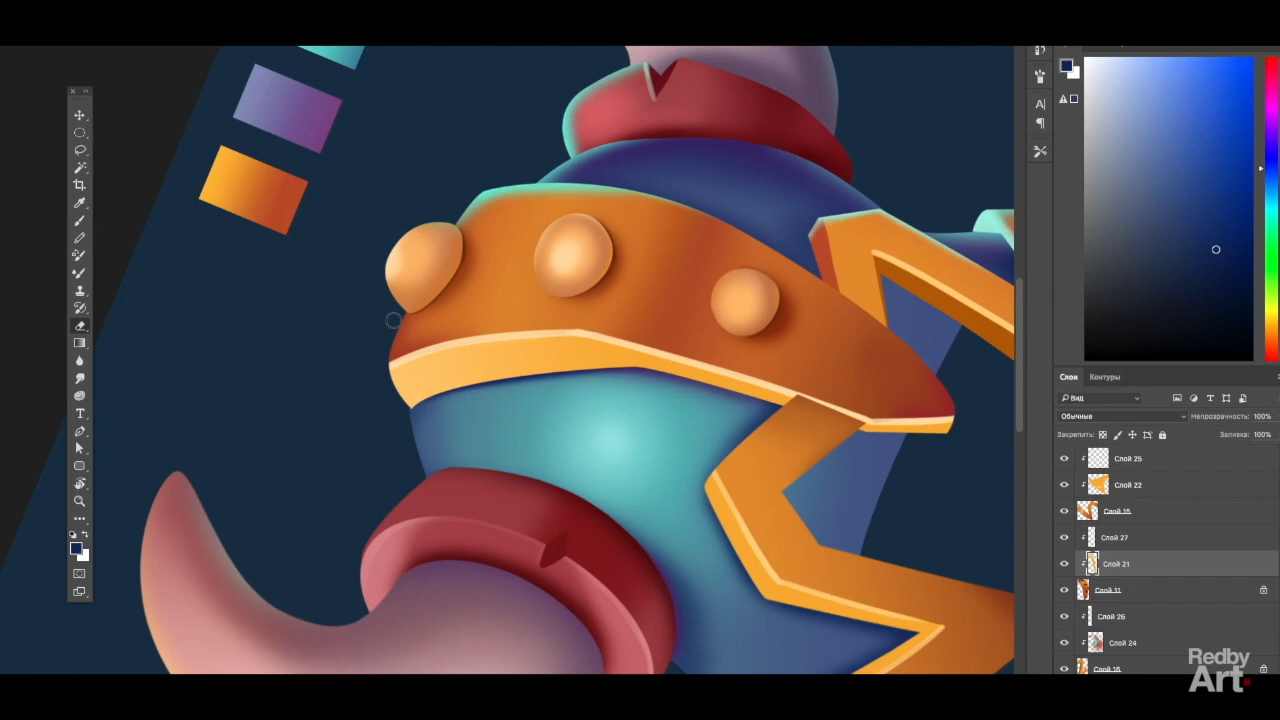 Слои
Контуры
Вид
Обычные
Непрозрачность: 100%
Закрепить:
Заливка: 100%
Слой 25
Слой 22
Слой 15
Слой 27
Слой 21
Слой 11
Слой 26
Слой 24
Слой 16
Redby
Art